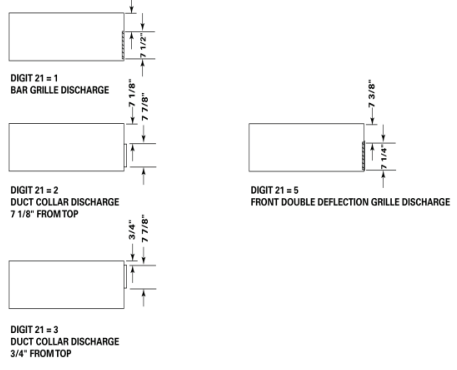 7 1/2"
DIGIT 21 = 1
BAR GRILLE DISCHARGE
7 1/8"
7 7/8"
DIGIT 21 = 2
DUCT COLLAR DISCHARGE
7 1/8" FROM TOP
7 3/8"
7 1/4"
DIGIT 21 = 5
FRONT DOUBLE DEFLECTION GRILLE DISCHARGE
3/4"
7 7/8"
DIGIT 21 = 3
DUCT COLLAR DISCHARGE
3/4" FROM TOP